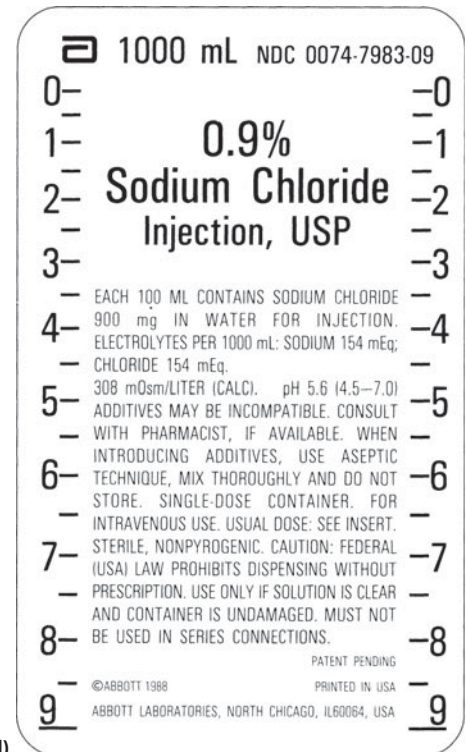 1000 mL NDC 0074-7983-09
0 0
1 0.9% 1
2 Sodium Chloride 2
Injection, USP
3 3
EACH 100 ML CONTAINS SODIUM CHLORIDE
4 900 mg IN WATER FOR INJECTION. 4
ELECTROLYTES PER 1000 mL: SODIUM 154 mEq;
CHLORIDE 154 mEq.
5 308 mOsm/LITER (CALC). pH 5.6 (4.5–7.0) 5
ADDITIVES MAY BE INCOMPATIBLE. CONSULT
WITH PHARMACIST, IF AVAILABLE. WHEN
INTRODUCING ADDITIVES, USE ASEPTIC
6 TECHNIQUE, MIX THOROUGHLY AND DO NOT 6
STORE. SINGLE-DOSE CONTAINER. FOR
INTRAVENOUS USE. USUAL DOSE: SEE INSERT.
7 STERILE, NONPYROGENIC. CAUTION: FEDERAL 7
(USA) LAW PROHIBITS DISPENSING WITHOUT
PRESCRIPTION. USE ONLY IF SOLUTION IS CLEAR
AND CONTAINER IS UNDAMAGED. MUST NOT
8 BE USED IN SERIES CONNECTIONS. 8
PATENT PENDING
©ABBOTT 1988 PRINTED IN USA
9 ABBOTT LABORATORIES, NORTH CHICAGO, IL60064, USA 9